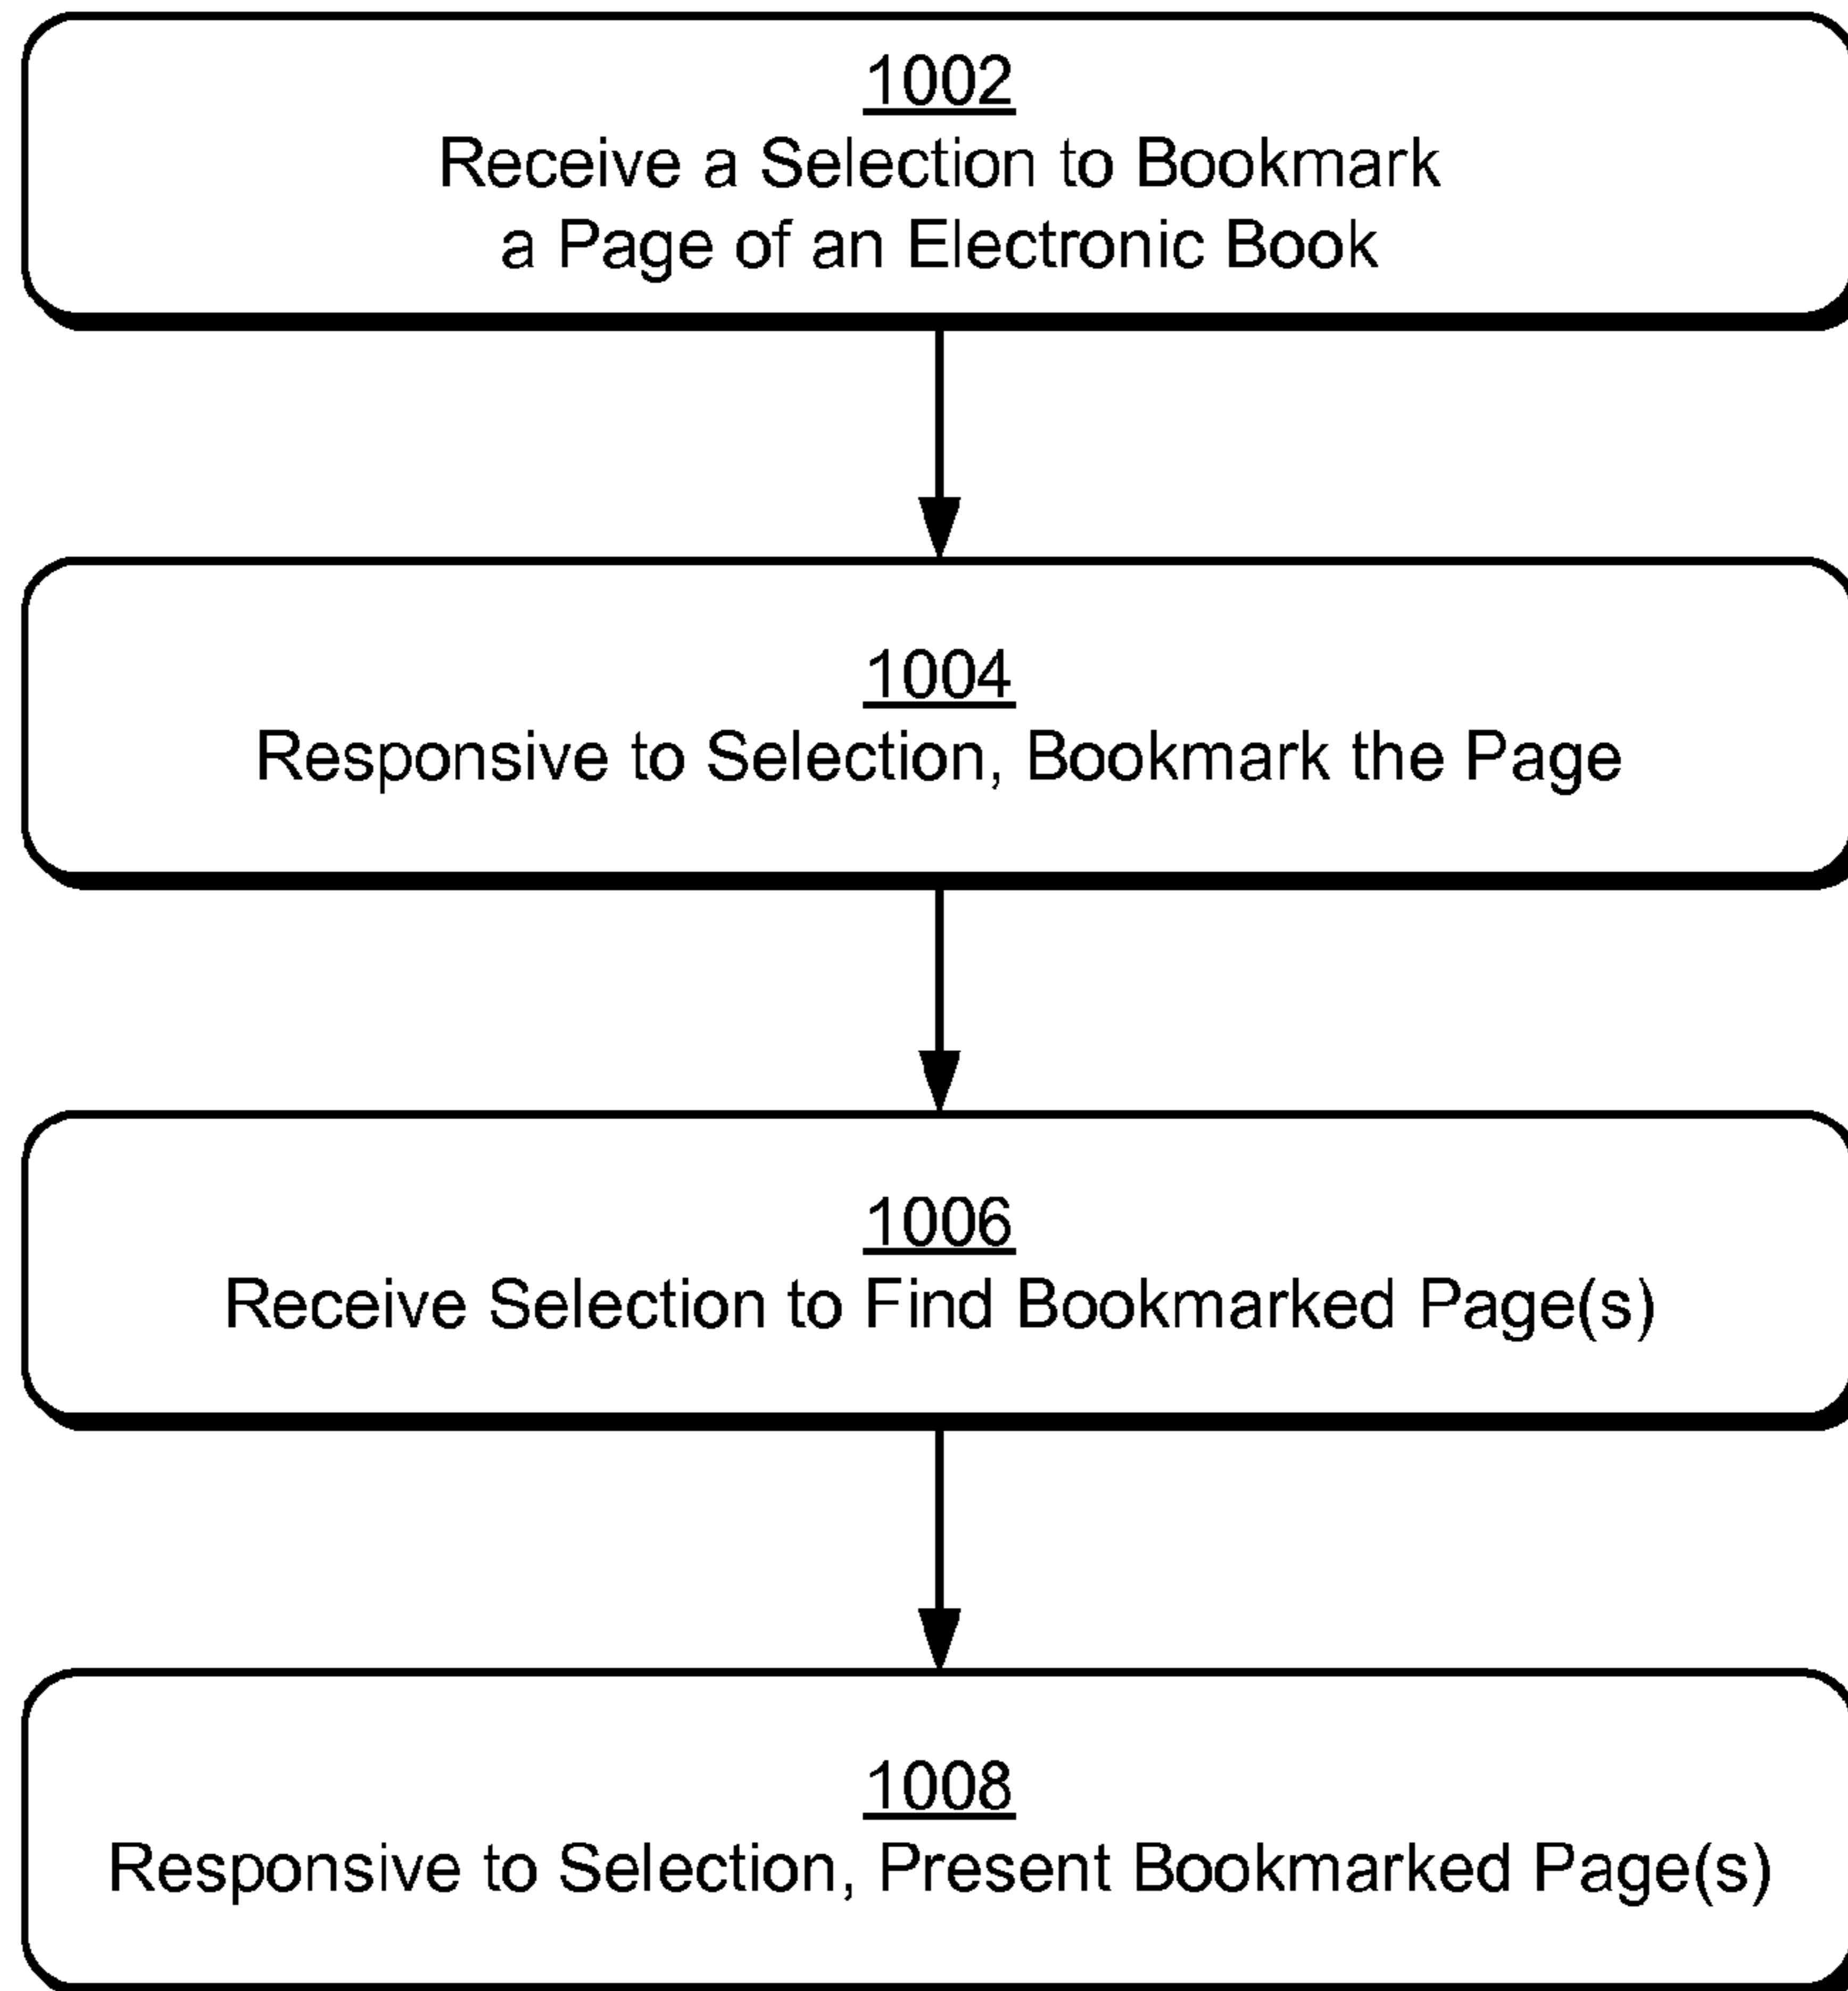 1002
Receive a Selection to Bookmark
a Page of an Electronic Book
1004
Responsive to Selection, Bookmark the Page
1006
Receive Selection to Find Bookmarked Page(s)
1008
Responsive to Selection, Present Bookmarked Page(s)